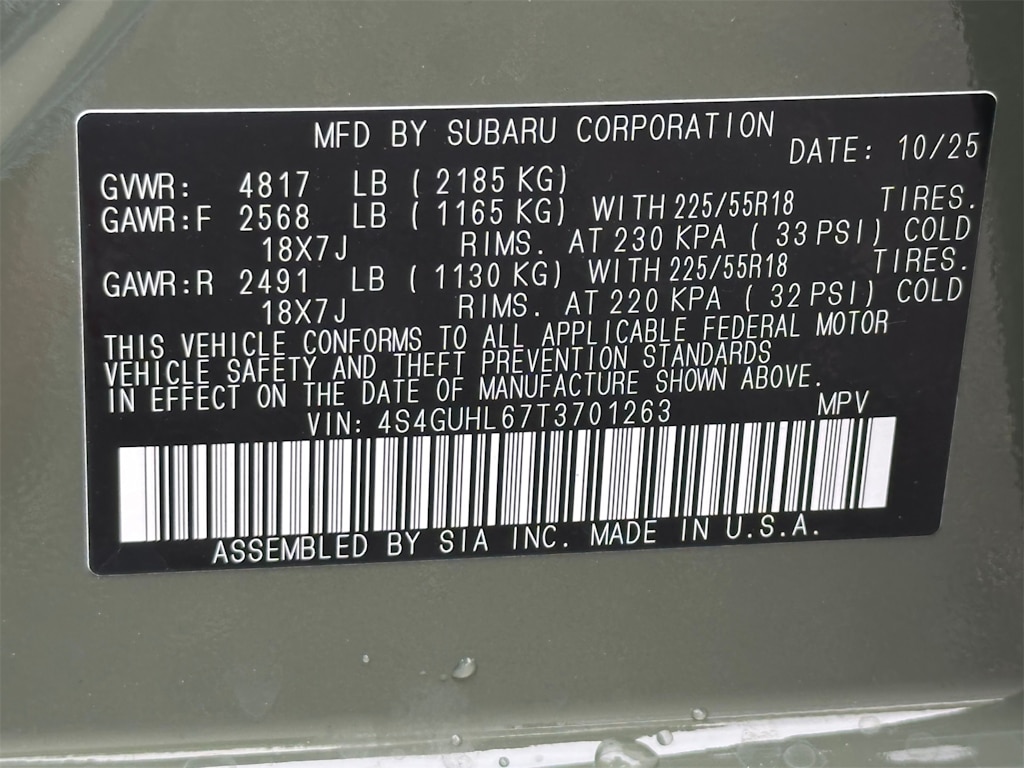 MFD BY SUBARU CORPORATION
DATE: 10/25
GVWR: 4817 LB ( 2185 KG)
GAWR:F 2568 LB ( 1165 KG) WITH 225/55R18 TIRES.
18X7J RIMS. AT 230 KPA ( 33 PSI) COLD
GAWR:R 2491 LB ( 1130 KG) WITH 225/55R18 TIRES.
18X7J RIMS. AT 220 KPA ( 32 PSI) COLD
THIS VEHICLE CONFORMS TO ALL APPLICABLE FEDERAL MOTOR
VEHICLE SAFETY AND THEFT PREVENTION STANDARDS
IN EFFECT ON THE DATE OF MANUFACTURE SHOWN ABOVE.
VIN: 4S4GUHL67T3701263 MPV
ASSEMBLED BY SIA INC. MADE IN U.S.A.